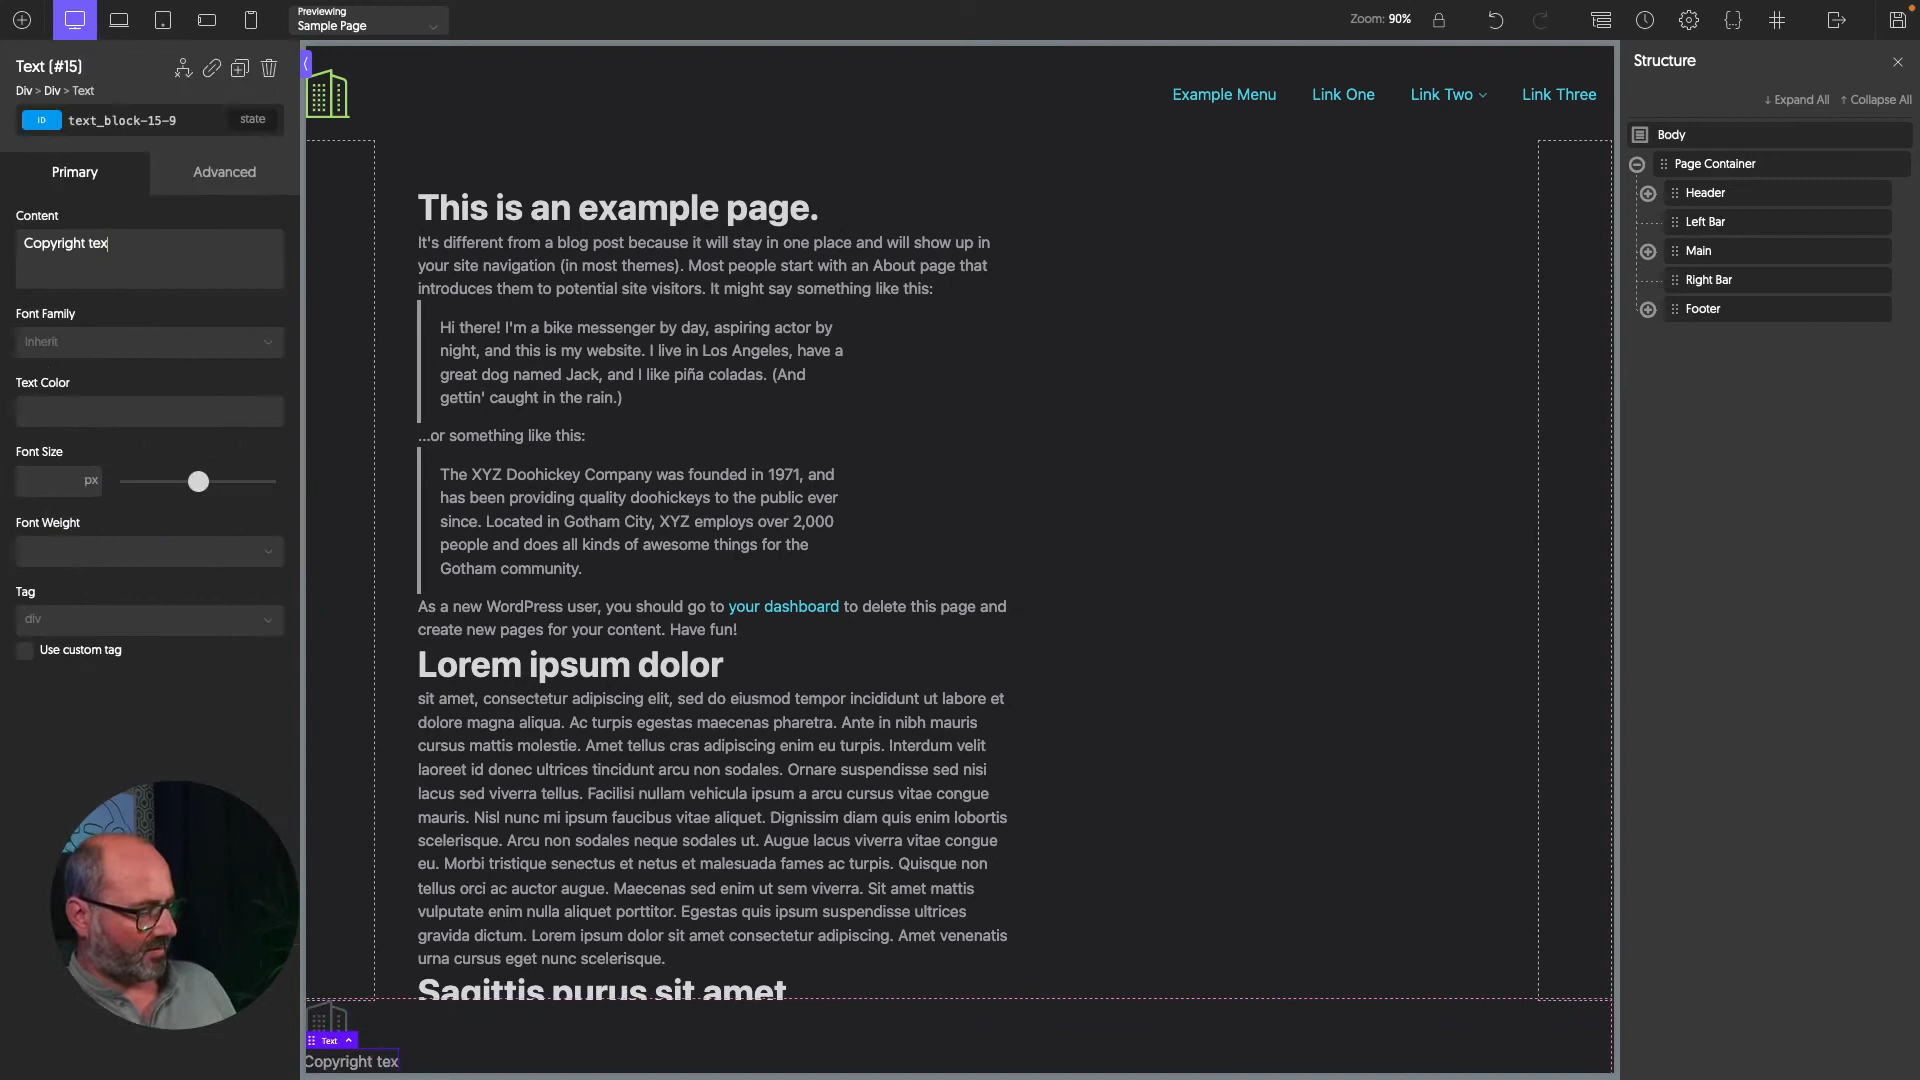 Previewing
Sample Page
Zoom: 90%
Text (#15)
Div > Div > Text
ID text_block-15-9 state
Primary Advanced
Content
Copyright tex
Font Family
Inherit
Text Color
Font Size
px
Font Weight
Tag
div
Use custom tag
Example Menu Link One Link Two Link Three
This is an example page.
It's different from a blog post because it will stay in one place and will show up in
your site navigation (in most themes). Most people start with an About page that
introduces them to potential site visitors. It might say something like this:
Hi there! I'm a bike messenger by day, aspiring actor by
night, and this is my website. I live in Los Angeles, have a
great dog named Jack, and I like piña coladas. (And
gettin' caught in the rain.)
...or something like this:
The XYZ Doohickey Company was founded in 1971, and
has been providing quality doohickeys to the public ever
since. Located in Gotham City, XYZ employs over 2,000
people and does all kinds of awesome things for the
Gotham community.
As a new WordPress user, you should go to your dashboard to delete this page and
create new pages for your content. Have fun!
Lorem ipsum dolor
sit amet, consectetur adipiscing elit, sed do eiusmod tempor incididunt ut labore et
dolore magna aliqua. Ac turpis egestas maecenas pharetra. Ante in nibh mauris
cursus mattis molestie. Amet tellus cras adipiscing enim eu turpis. Interdum velit
laoreet id donec ultrices tincidunt arcu non sodales. Ornare suspendisse sed nisi
lacus sed viverra tellus. Facilisi nullam vehicula ipsum a arcu cursus vitae congue
mauris. Nisl nunc mi ipsum faucibus vitae aliquet. Dignissim diam quis enim lobortis
scelerisque. Arcu non sodales neque sodales ut. Augue lacus viverra vitae congue
eu. Morbi tristique senectus et netus et malesuada fames ac turpis. Quisque non
tellus orci ac auctor augue. Maecenas sed enim ut sem viverra. Sit amet mattis
vulputate enim nulla aliquet porttitor. Egestas quis ipsum suspendisse ultrices
gravida dictum. Lorem ipsum dolor sit amet consectetur adipiscing. Amet venenatis
urna cursus eget nunc scelerisque.
Sagittis purus sit amet
Text
Copyright tex
Structure
Expand All Collapse All
Body
Page Container
Header
Left Bar
Main
Right Bar
Footer